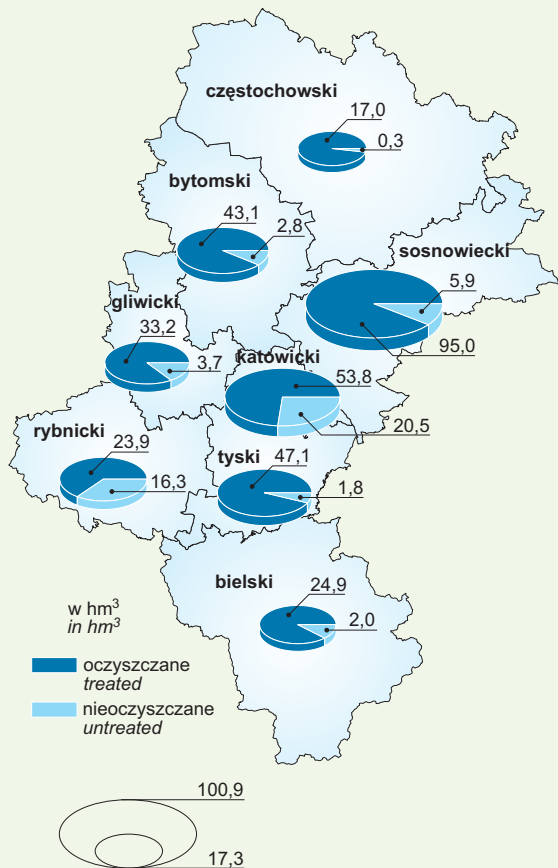 częstochowski
17,0
0,3
bytomski
43,1
2,8
sosnowiecki
5,9
95,0
gliwicki
33,2
3,7
katowicki
53,8
20,5
rybnicki
23,9
16,3
tyski
47,1
1,8
bielski
24,9
2,0
w hm³
in hm³
oczyszczane
treated
nieoczyszczane
untreated
100,9
17,3